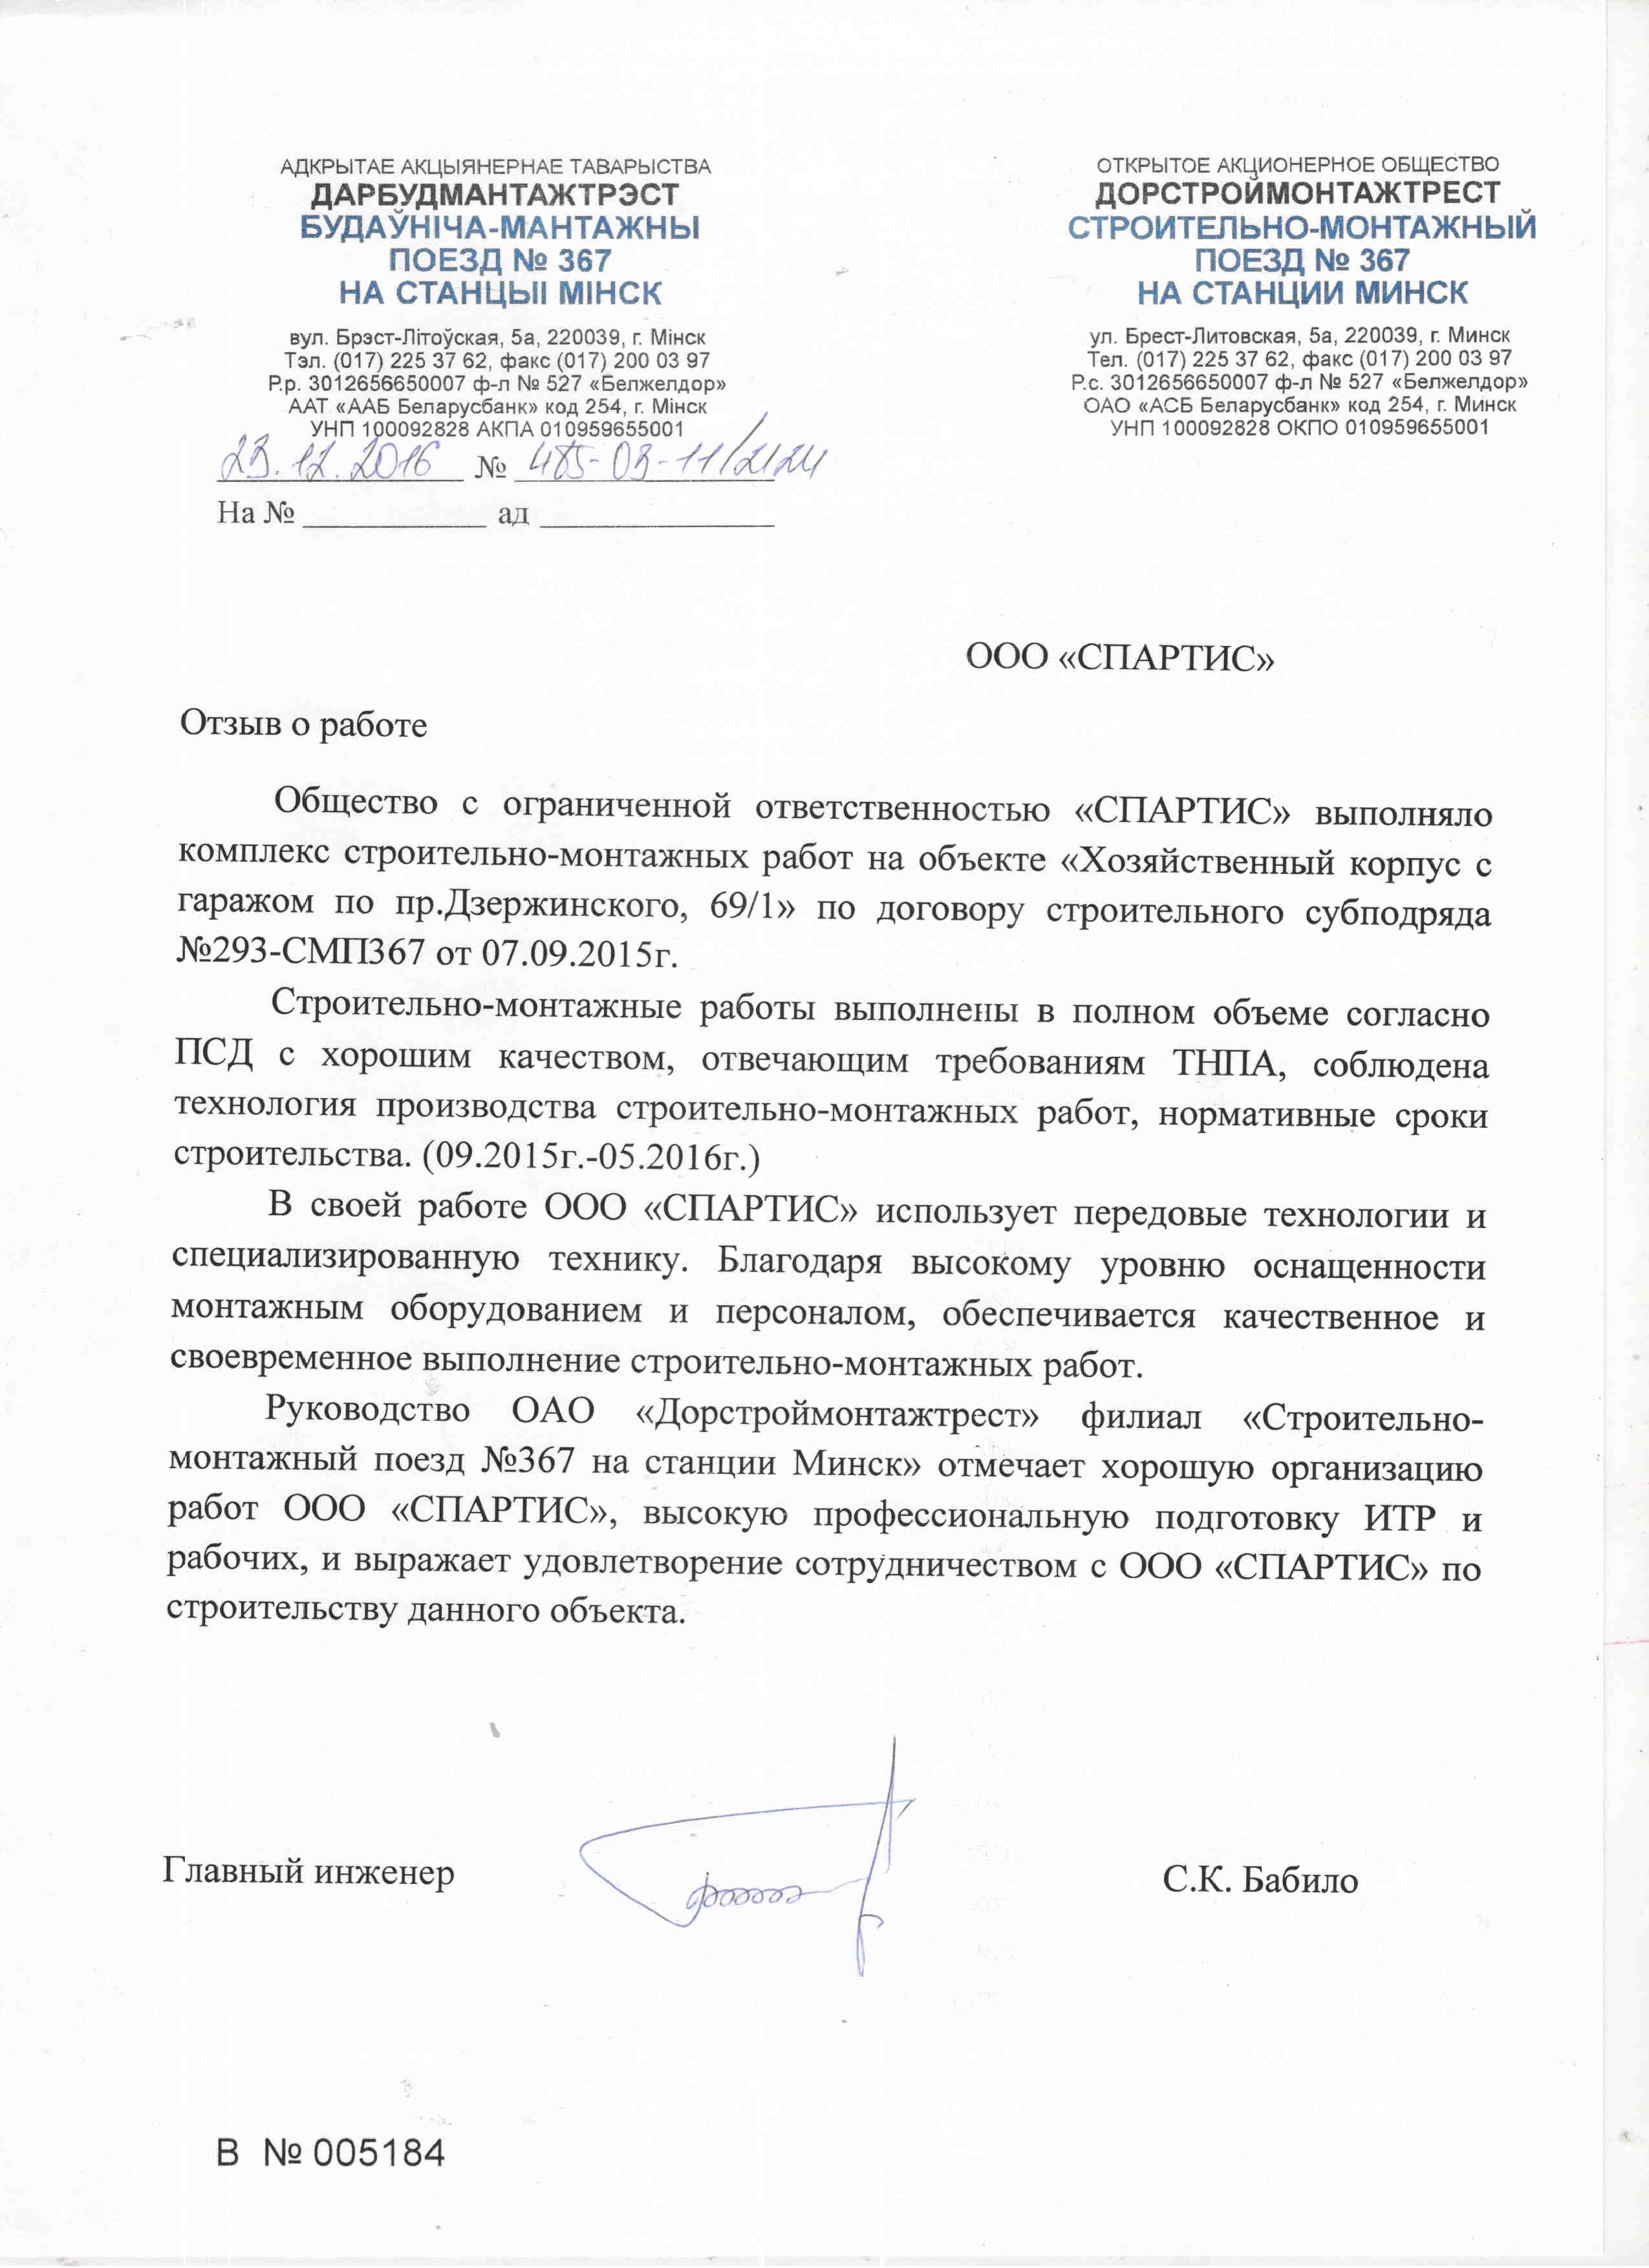 АДКРЫТАЕ АКЦЫЯНЕРНАЕ ТАВАРЫСТВА
ДАРБУДМАНТАЖТРЭСТ
БУДАЎНІЧА-МАНТАЖНЫ
ПОЕЗД № 367
НА СТАНЦЫІ МІНСК
вул. Брэст-Літоўская, 5а, 220039, г. Мінск
Тэл. (017) 225 37 62, факс (017) 200 03 97
Р.р. 3012656650007 ф-л № 527 «Белжелдор»
ААТ «ААБ Беларусбанк» код 254, г. Мінск
УНП 100092828 АКПА 010959655001
№
На № ____________ ад _______________
ОТКРЫТОЕ АКЦИОНЕРНОЕ ОБЩЕСТВО
ДОРСТРОЙМОНТАЖТРЕСТ
СТРОИТЕЛЬНО-МОНТАЖНЫЙ
ПОЕЗД № 367
НА СТАНЦИИ МИНСК
ул. Брест-Литовская, 5а, 220039, г. Минск
Тел. (017) 225 37 62, факс (017) 200 03 97
Р.с. 3012656650007 ф-л № 527 «Белжелдор»
ОАО «АСБ Беларусбанк» код 254, г. Минск
УНП 100092828 ОКПО 010959655001
ООО «СПАРТИС»
Отзыв о работе
Общество с ограниченной ответственностью «СПАРТИС» выполняло
комплекс строительно-монтажных работ на объекте «Хозяйственный корпус с
гаражом по пр.Дзержинского, 69/1» по договору строительного субподряда
№293-СМП367 от 07.09.2015г.
Строительно-монтажные работы выполнены в полном объеме согласно
ПСД с хорошим качеством, отвечающим требованиям ТНПА, соблюдена
технология производства строительно-монтажных работ, нормативные сроки
строительства. (09.2015г.-05.2016г.)
В своей работе ООО «СПАРТИС» использует передовые технологии и
специализированную технику. Благодаря высокому уровню оснащенности
монтажным оборудованием и персоналом, обеспечивается качественное и
своевременное выполнение строительно-монтажных работ.
Руководство ОАО «Дорстроймонтажтрест» филиал «Строительно-
монтажный поезд №367 на станции Минск» отмечает хорошую организацию
работ ООО «СПАРТИС», высокую профессиональную подготовку ИТР и
рабочих, и выражает удовлетворение сотрудничеством с ООО «СПАРТИС» по
строительству данного объекта.
Главный инженер
С.К. Бабило
В № 005184